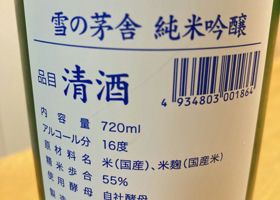 雪の茅舎 純米吟醸
品目 清酒
4 934803 001864
内容量 720ml
アルコール分 16度
原材料名 米(国産)、米麹(国産米)
精米歩合 55%
使用酵母 自社酵母